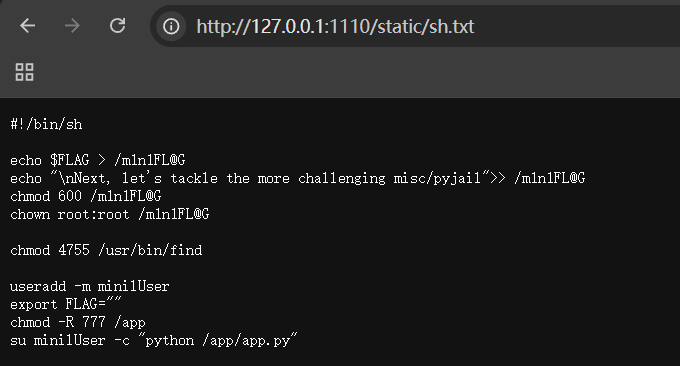 http://127.0.0.1:1110/static/sh.txt
#!/bin/sh
echo $FLAG > /m1n1FL@G
echo "\nNext, let's tackle the more challenging misc/pyjail">> /m1n1FL@G
chmod 600 /m1n1FL@G
chown root:root /m1n1FL@G
chmod 4755 /usr/bin/find
useradd -m minilUser
export FLAG=""
chmod -R 777 /app
su minilUser -c "python /app/app.py"